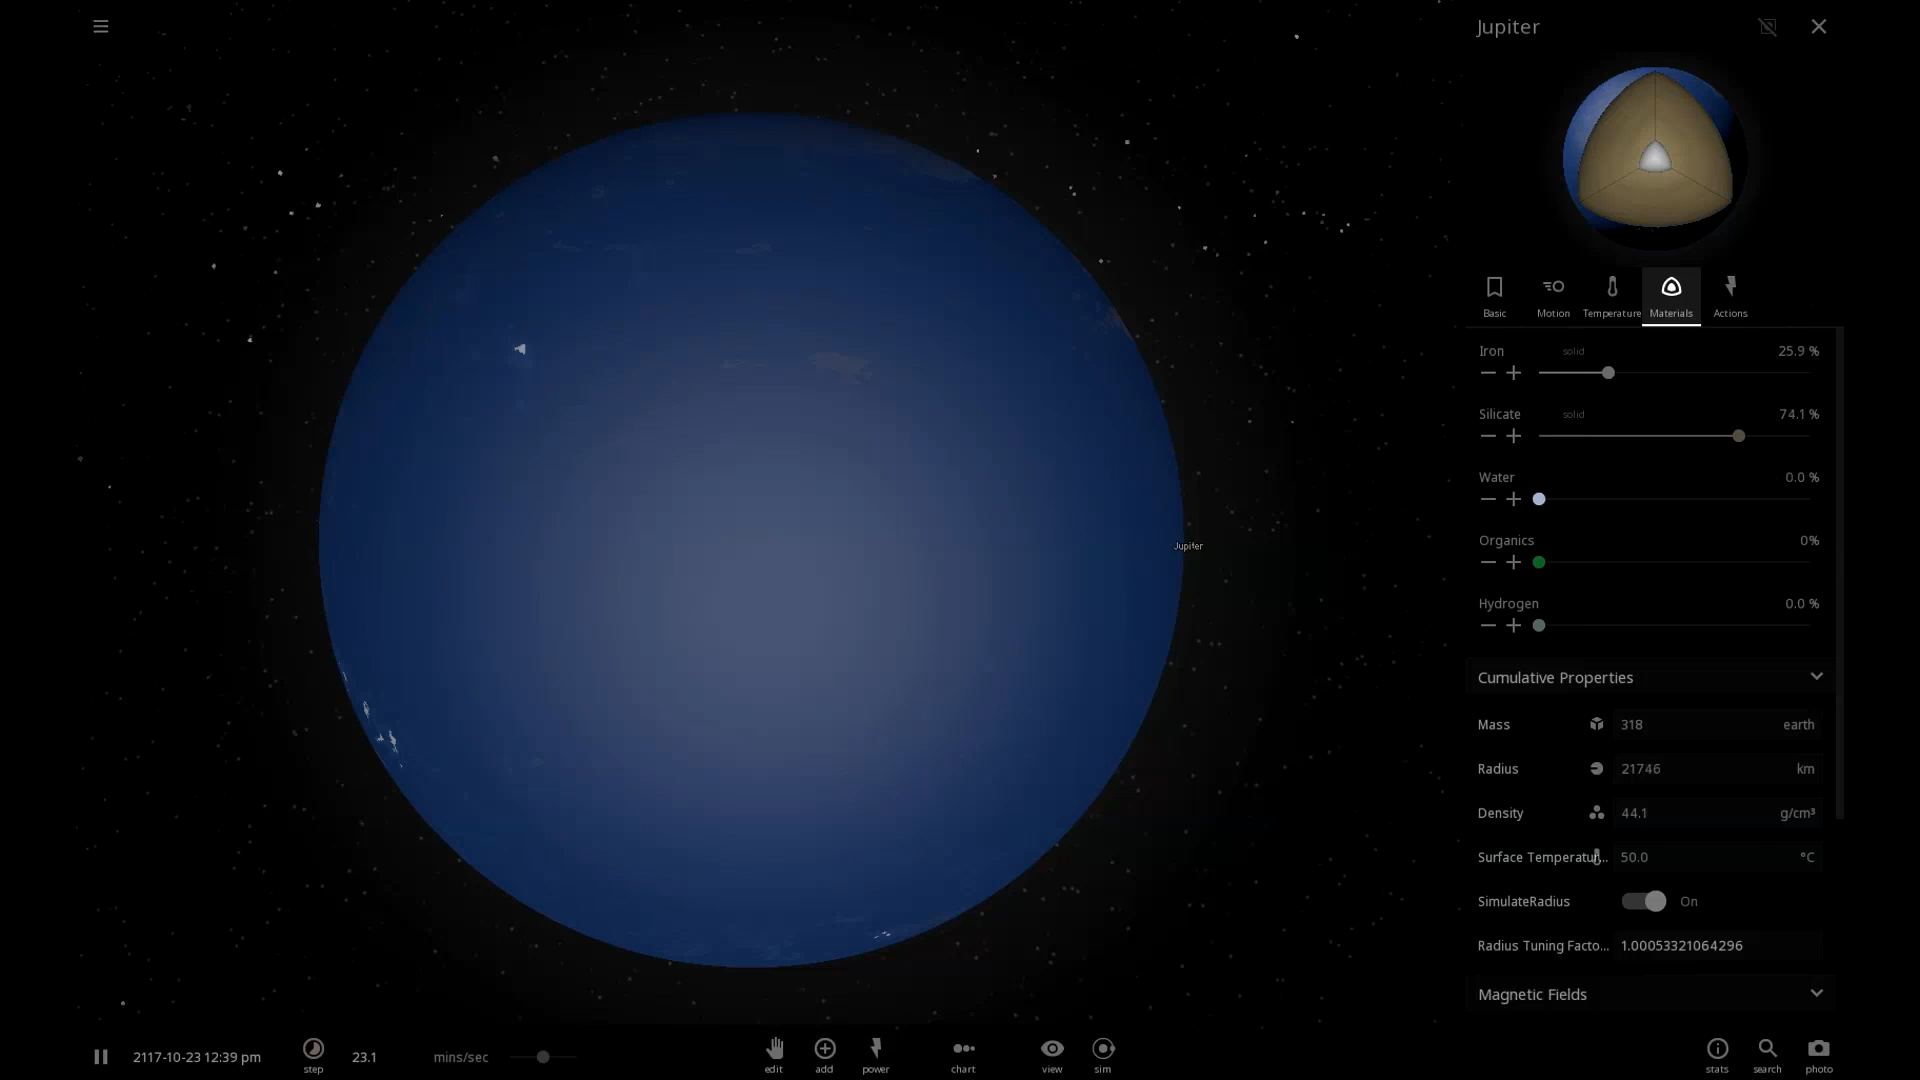 Jupiter
Basic
Motion
Temperature
Materials
Actions
Iron solid 25.9 %
Silicate solid 74.1 %
Water 0.0 %
Organics 0%
Hydrogen 0.0 %
Jupiter
Cumulative Properties
Mass 318 earth
Radius 21746 km
Density 44.1 g/cm³
Surface Temperatur... 50.0 °C
SimulateRadius On
Radius Tuning Facto... 1.00053321064296
Magnetic Fields
2117-10-23 12:39 pm
step
23.1 mins/sec
edit
add
power
chart
view
sim
stats
search
photo